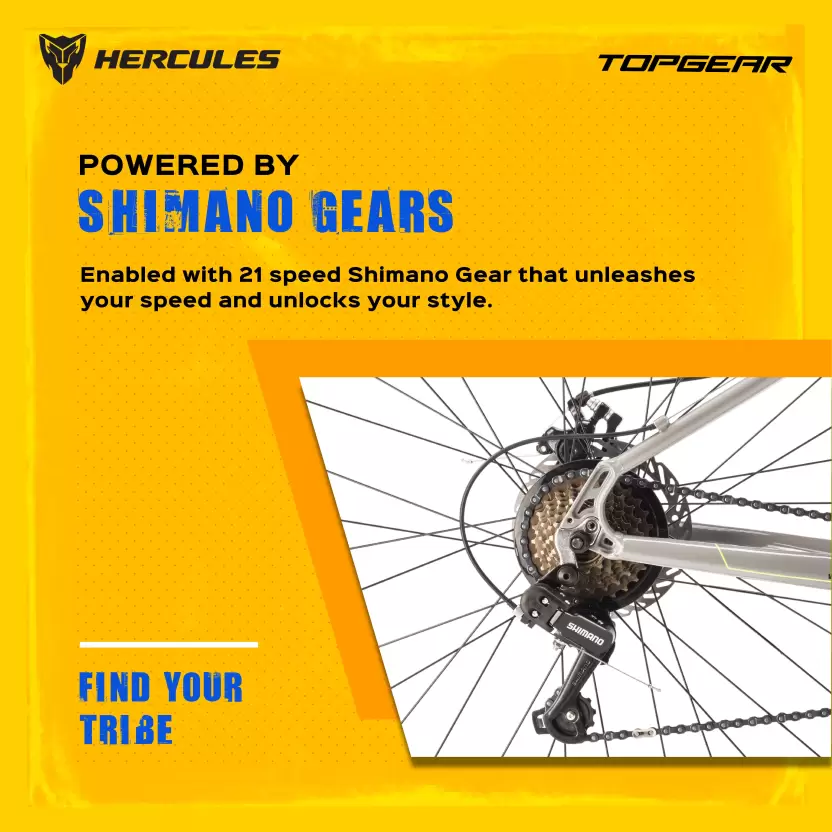 HERCULES
TOPGEAR
POWERED BY
SHIMANO GEARS
Enabled with 21 speed Shimano Gear that unleashes
your speed and unlocks your style.
SHIMANO
FIND YOUR
TRIBE